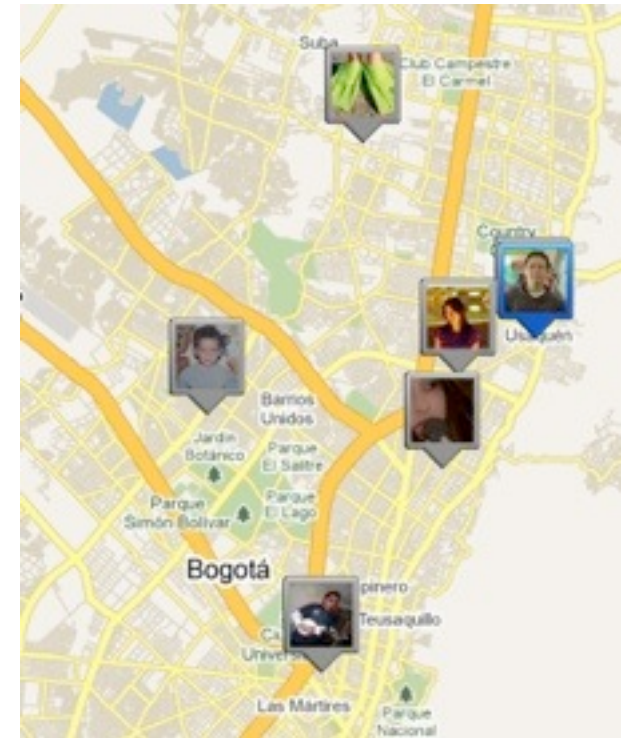 Suba
Club Campestre
El Carmel
Country
Usaquén
Barrios
Unidos
Jardín
Botánico
Parque
El Salitre
Parque
El Lago
Parque
Simón Bolívar
Bogotá
pinero
Teusaquillo
Las Mártires
Parque
Nacional